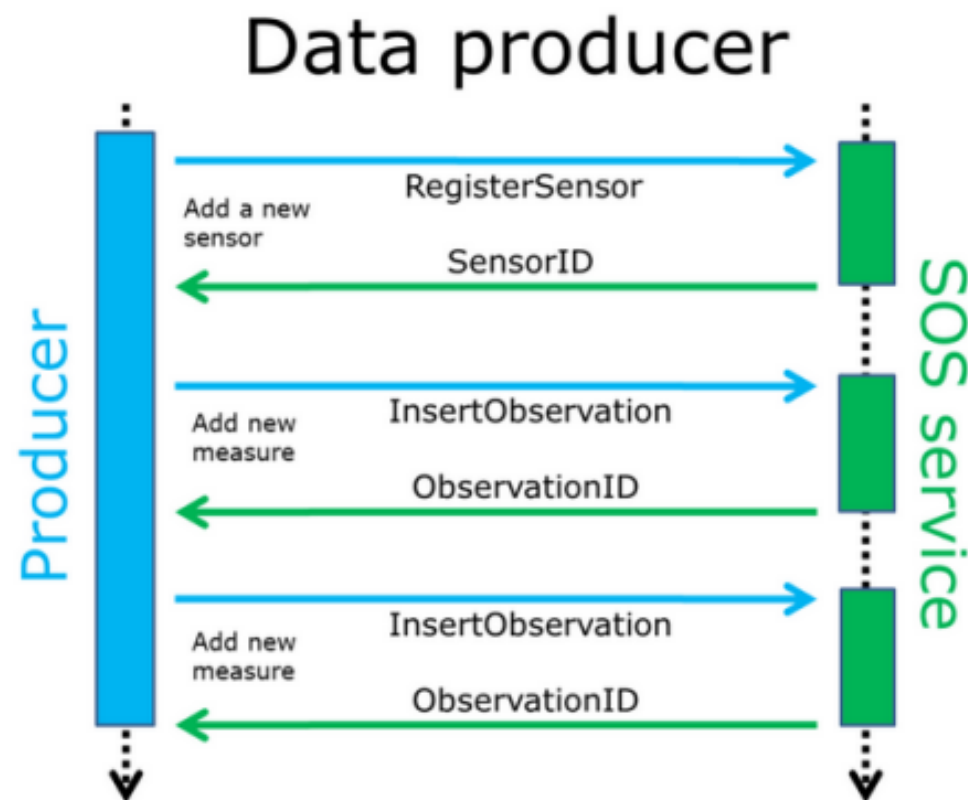 Data producer
RegisterSensor
Add a new
sensor
SensorID
Producer
SOS service
InsertObservation
Add new
measure
ObservationID
InsertObservation
Add new
measure
ObservationID